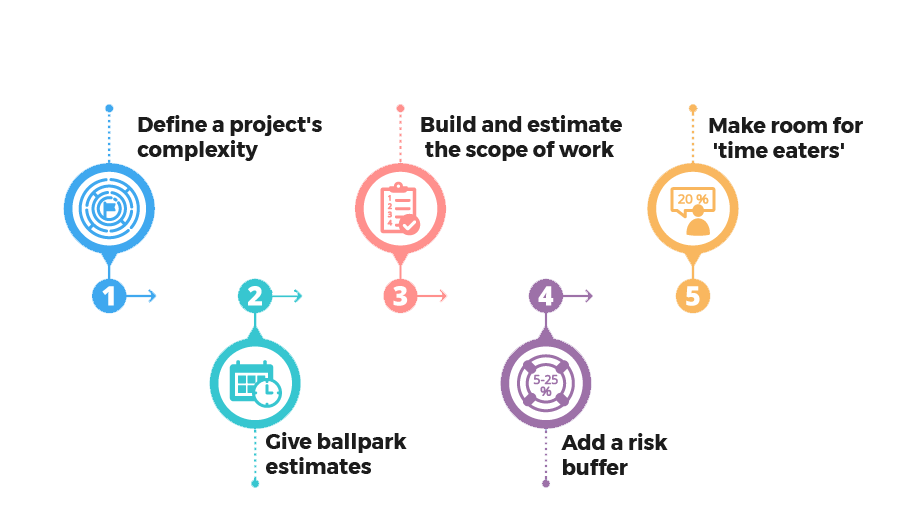 Define a project's
complexity
1
2
Give ballpark
estimates
Build and estimate
the scope of work
1
2
3
4
3
4
5-25
%
Add a risk
buffer
Make room for
'time eaters'
20 %
5